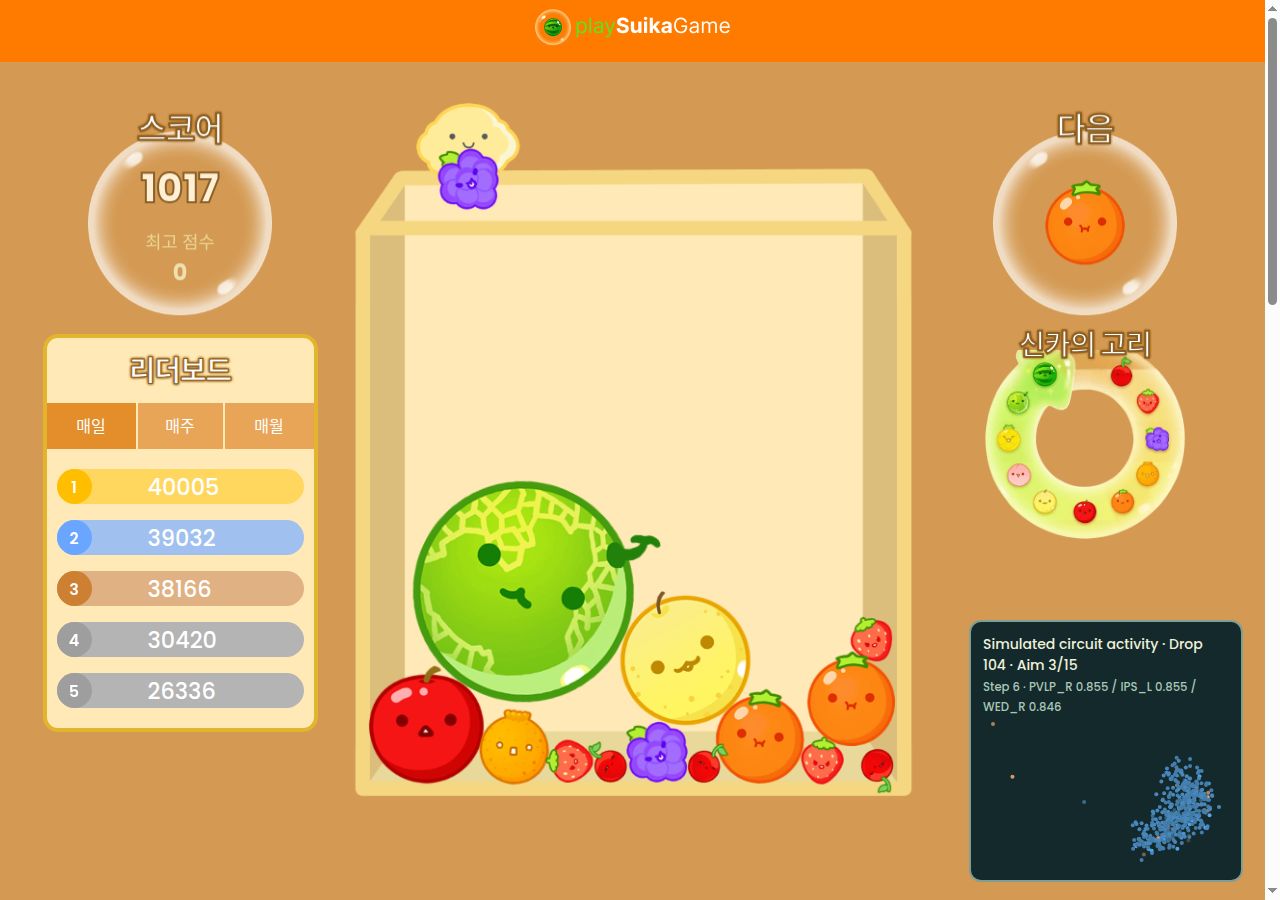 playSuikaGame
스코어
1017
최고 점수
0
리더보드
매일
매주
매월
1 40005
2 39032
3 38166
4 30420
5 26336
다음
신카의 고리
Simulated circuit activity · Drop
104 · Aim 3/15
Step 6 · PVLP_R 0.855 / IPS_L 0.855 /
WED_R 0.846